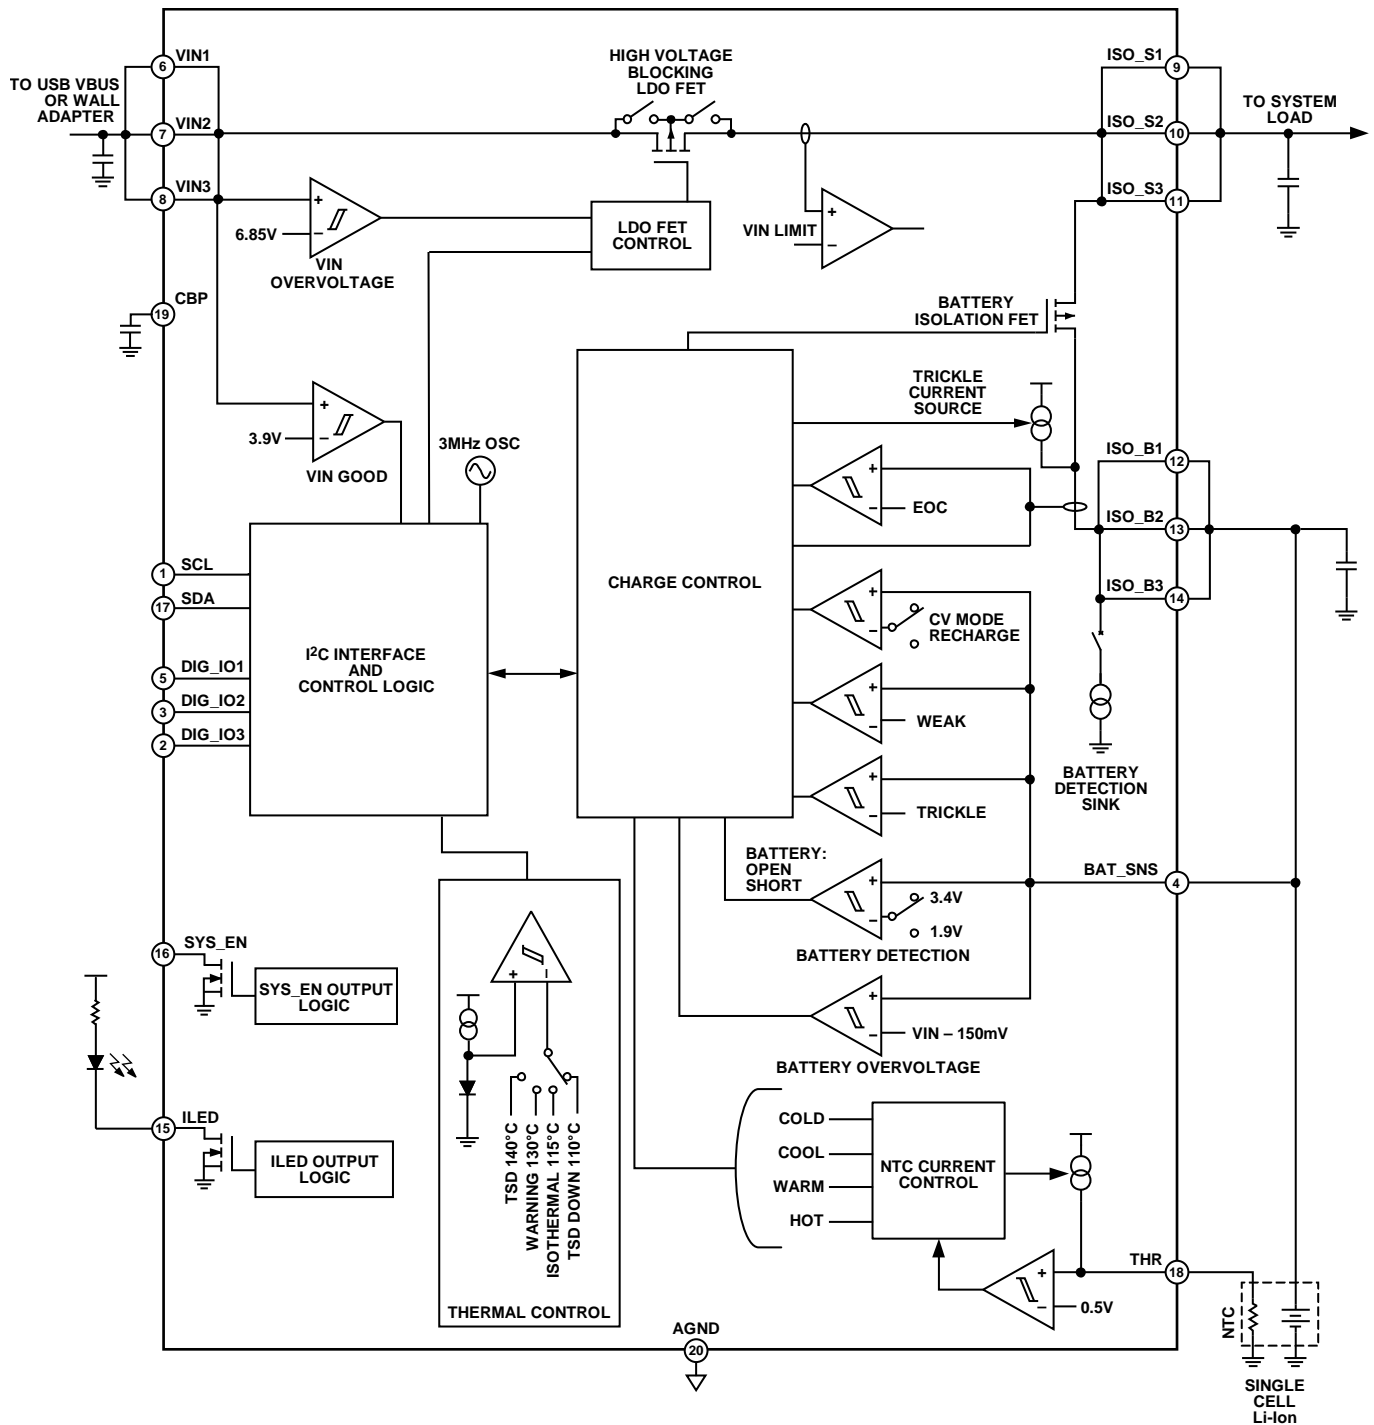 TO USB VBUS
OR WALL
ADAPTER
6
VIN1
7
VIN2
8
VIN3
HIGH VOLTAGE
BLOCKING
LDO FET
ISO_S1
9
ISO_S2
10
ISO_S3
11
TO SYSTEM
LOAD
+
6.85V
–
VIN
OVERVOLTAGE
LDO FET
CONTROL
VIN LIMIT
+
–
CBP
19
BATTERY
ISOLATION FET
+
3.9V
–
VIN GOOD
3MHz OSC
TRICKLE
CURRENT
SOURCE
+
–
EOC
ISO_B1
12
ISO_B2
13
ISO_B3
14
1
SCL
17
SDA
5
DIG_IO1
3
DIG_IO2
2
DIG_IO3
I2C INTERFACE
AND
CONTROL LOGIC
CHARGE CONTROL
+
–
CV MODE
RECHARGE
+
–
WEAK
+
–
TRICKLE
BATTERY
DETECTION
SINK
BATTERY:
OPEN
SHORT
+
–
3.4V
1.9V
BATTERY DETECTION
BAT_SNS
4
+
–
VIN – 150mV
BATTERY OVERVOLTAGE
16
SYS_EN
SYS_EN OUTPUT
LOGIC
15
ILED
ILED OUTPUT
LOGIC
+
–
TSD 140°C
WARNING 130°C
ISOTHERMAL 115°C
TSD DOWN 110°C
THERMAL CONTROL
COLD
COOL
WARM
HOT
NTC CURRENT
CONTROL
+
–
0.5V
THR
18
NTC
SINGLE
CELL
Li-Ion
AGND
20